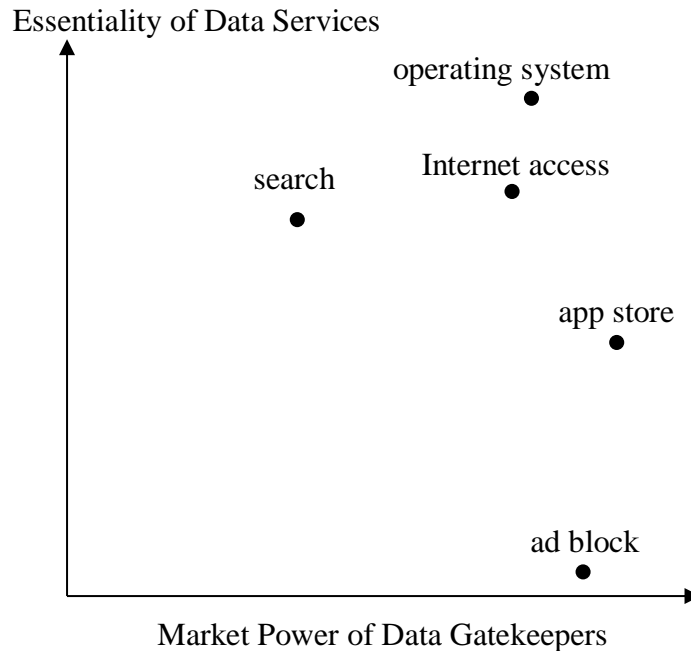 Essentiality of Data Services
operating system
Internet access
search
app store
ad block
Market Power of Data Gatekeepers